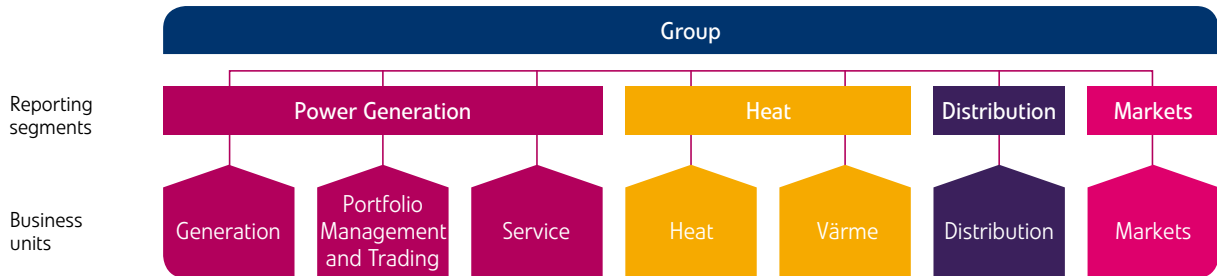 Group
Reporting
segments
Power Generation
Heat
Distribution
Markets
Business
units
Generation
Portfolio
Management
and Trading
Service
Heat
Värme
Distribution
Markets